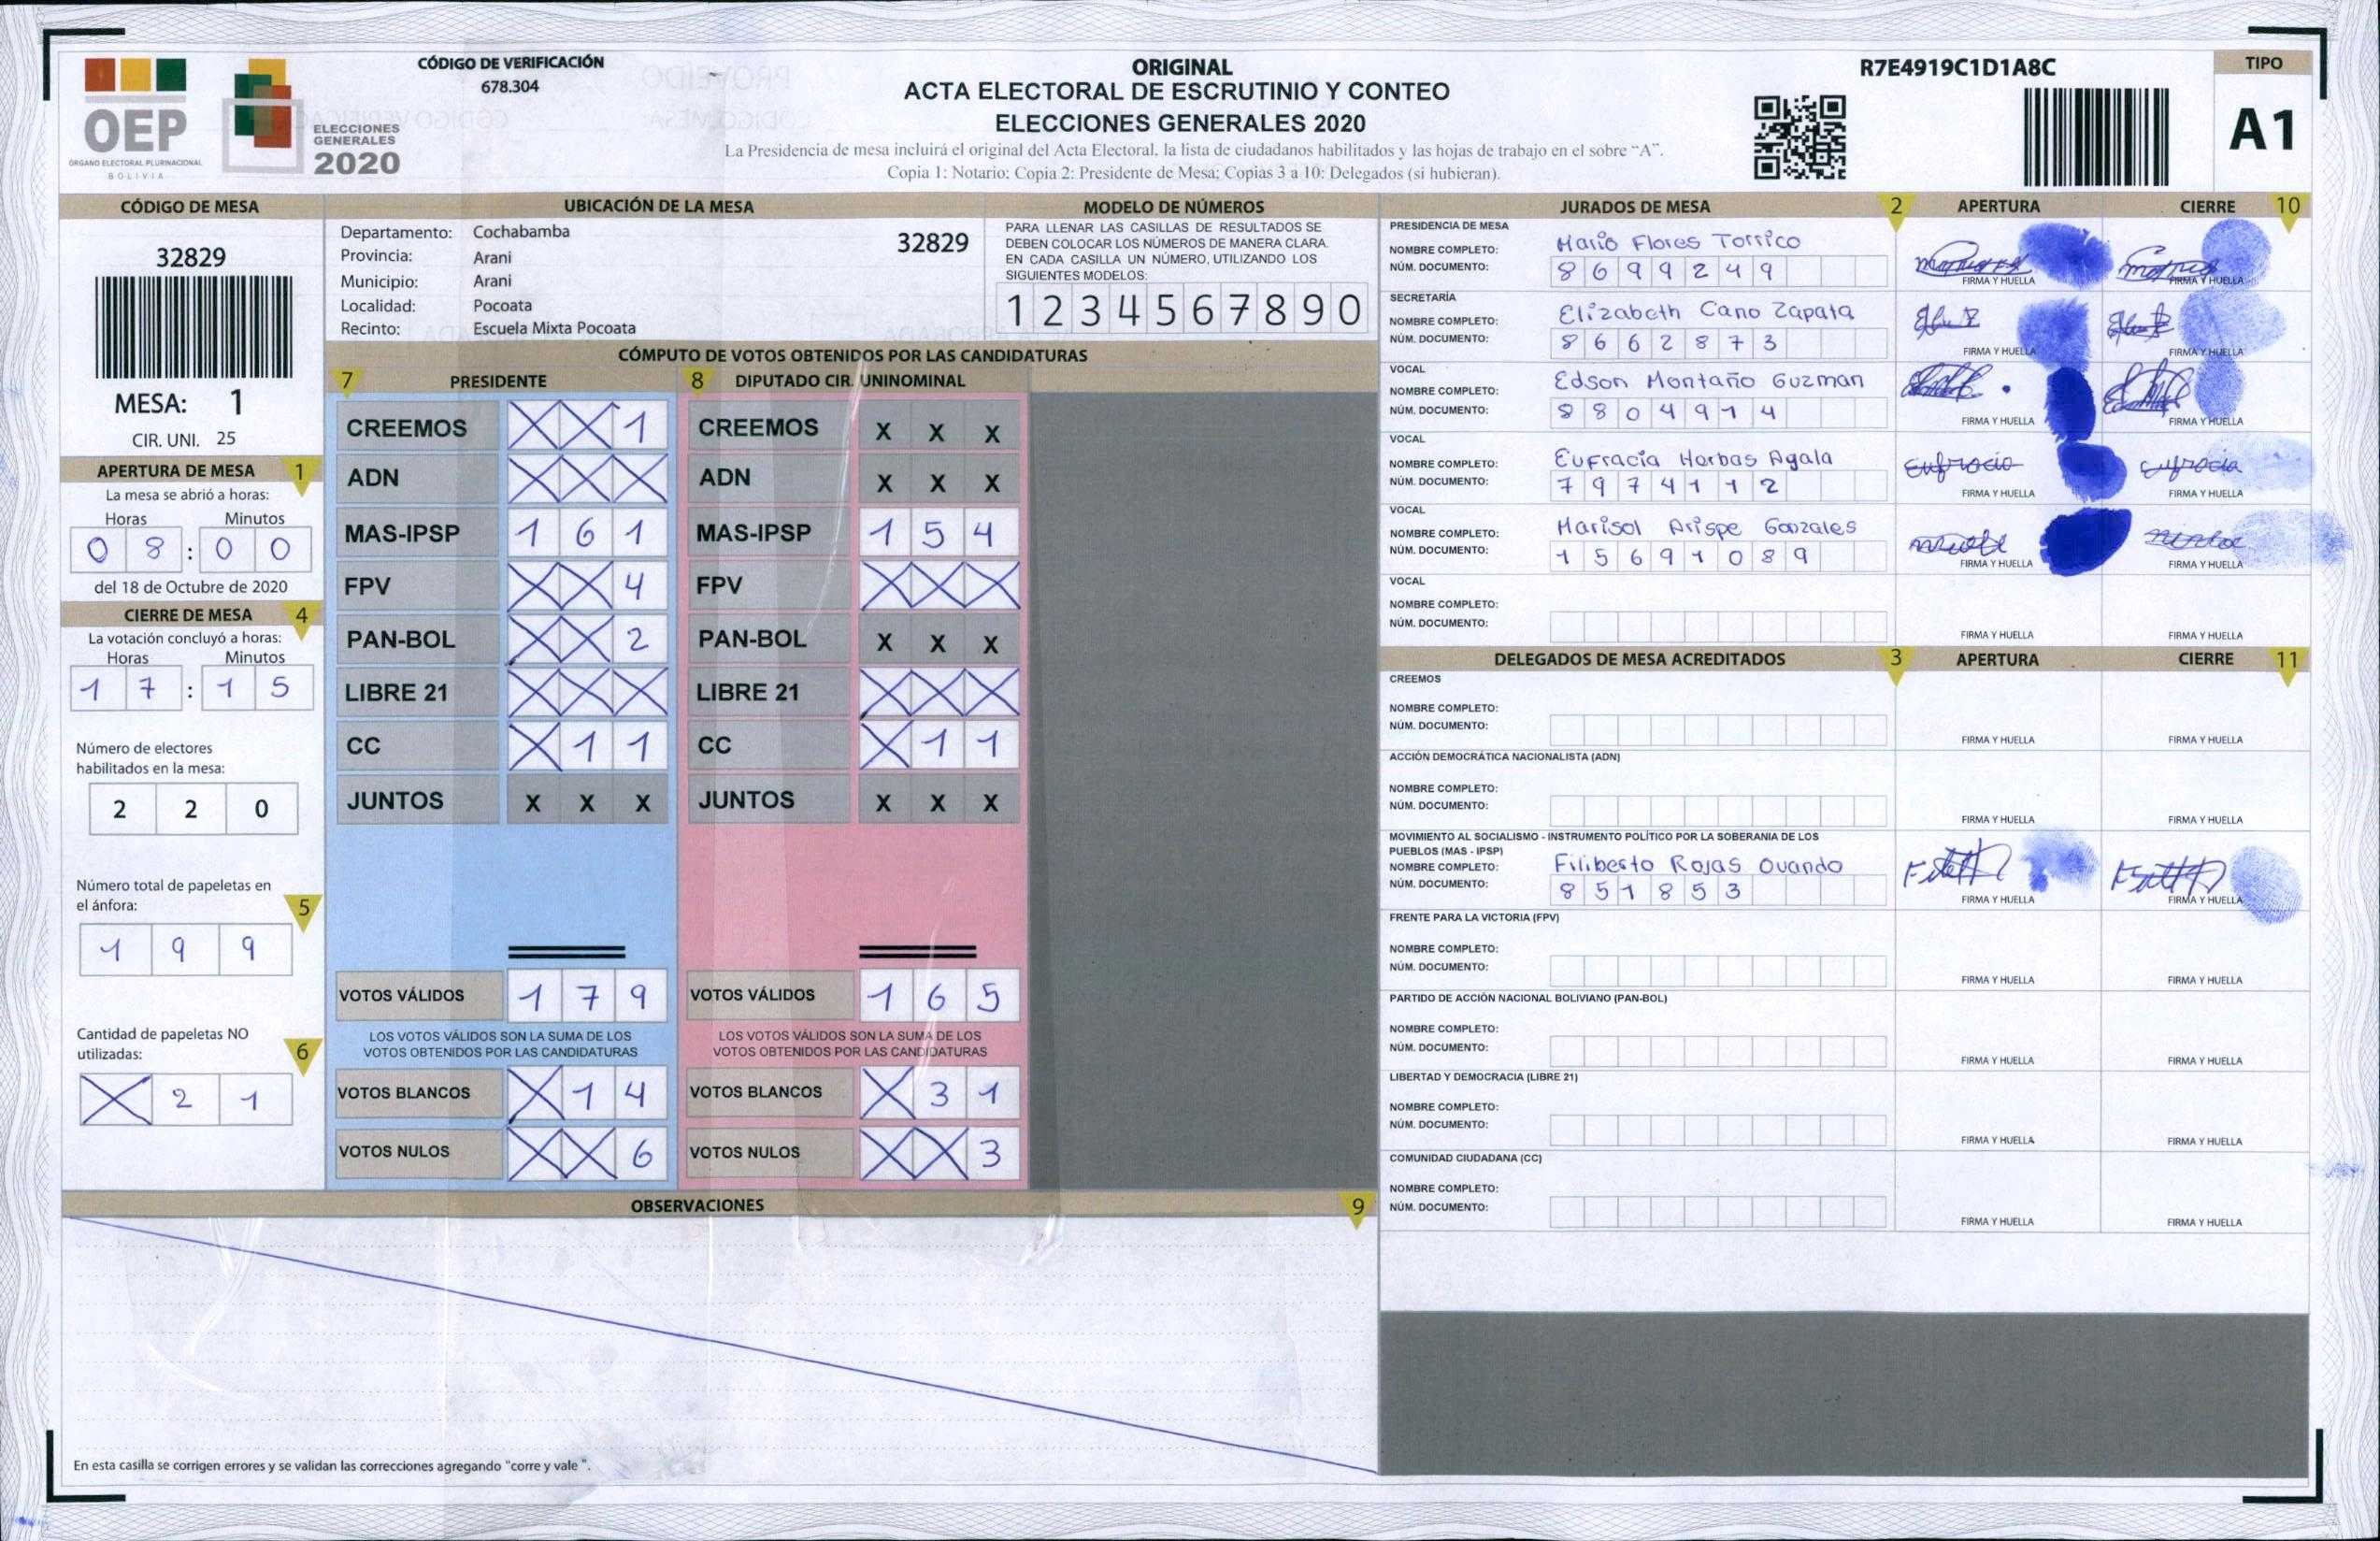 CÓDIGO DE VERIFICACIÓN
678.304
OEP
ÓRGANO ELECTORAL PLURINACIONAL
BOLIVIA
ELECCIONES
GENERALES
2020
ORIGINAL
ACTA ELECTORAL DE ESCRUTINIO Y CONTEO
ELECCIONES GENERALES 2020
La Presidencia de mesa incluirá el original del Acta Electoral, la lista de ciudadanos habilitados y las hojas de trabajo en el sobre “A”.
Copia 1: Notario; Copia 2: Presidente de Mesa; Copias 3 a 10: Delegados (si hubieran).
R7E4919C1D1A8C
TIPO
A1
CÓDIGO DE MESA
32829
MESA: 1
CIR. UNI. 25
APERTURA DE MESA 1
La mesa se abrió a horas:
Horas Minutos
0 8 : 0 0
del 18 de Octubre de 2020
CIERRE DE MESA 4
La votación concluyó a horas:
Horas Minutos
1 7 : 1 5
Número de electores
habilitados en la mesa:
2 2 0
Número total de papeletas en
el ánfora: 5
1 9 9
Cantidad de papeletas NO
utilizadas: 6
X 2 1
UBICACIÓN DE LA MESA
Departamento: Cochabamba 32829
Provincia: Arani
Municipio: Arani
Localidad: Pocoata
Recinto: Escuela Mixta Pocoata
MODELO DE NÚMEROS
PARA LLENAR LAS CASILLAS DE RESULTADOS SE
DEBEN COLOCAR LOS NÚMEROS DE MANERA CLARA.
EN CADA CASILLA UN NÚMERO, UTILIZANDO LOS
SIGUIENTES MODELOS:
1 2 3 4 5 6 7 8 9 0
CÓMPUTO DE VOTOS OBTENIDOS POR LAS CANDIDATURAS
7 PRESIDENTE
CREEMOS X X 1
ADN X X X
MAS-IPSP 1 6 1
FPV X X 4
PAN-BOL X X 2
LIBRE 21 X X X
CC X 1 1
JUNTOS X X X
VOTOS VÁLIDOS 1 7 9
LOS VOTOS VÁLIDOS SON LA SUMA DE LOS
VOTOS OBTENIDOS POR LAS CANDIDATURAS
VOTOS BLANCOS X 1 4
VOTOS NULOS X X 6
8 DIPUTADO CIR. UNINOMINAL
CREEMOS X X X
ADN X X X
MAS-IPSP 1 5 4
FPV X X X
PAN-BOL X X X
LIBRE 21 X X X
CC X 1 1
JUNTOS X X X
VOTOS VÁLIDOS 1 6 5
LOS VOTOS VÁLIDOS SON LA SUMA DE LOS
VOTOS OBTENIDOS POR LAS CANDIDATURAS
VOTOS BLANCOS X 3 1
VOTOS NULOS X X 3
OBSERVACIONES 9
En esta casilla se corrigen errores y se validan las correcciones agregando "corre y vale ".
JURADOS DE MESA 2 APERTURA CIERRE 10
PRESIDENCIA DE MESA
NOMBRE COMPLETO: Mario Flores Torrico
NÚM. DOCUMENTO: 8 6 9 9 2 4 9
FIRMA Y HUELLA FIRMA Y HUELLA
SECRETARÍA
NOMBRE COMPLETO: Elizabeth Cano Zapata
NÚM. DOCUMENTO: 8 6 6 2 8 7 3
FIRMA Y HUELLA FIRMA Y HUELLA
VOCAL
NOMBRE COMPLETO: Edson Montaño Guzman
NÚM. DOCUMENTO: 8 8 0 4 9 1 4
FIRMA Y HUELLA FIRMA Y HUELLA
VOCAL
NOMBRE COMPLETO: Eufracia Horbas Agala
NÚM. DOCUMENTO: 7 9 7 4 1 1 2
Eufrocia Eufrocia
FIRMA Y HUELLA FIRMA Y HUELLA
VOCAL
NOMBRE COMPLETO: Marisol Arispe Gonzales
NÚM. DOCUMENTO: 1 5 6 9 1 0 8 9
FIRMA Y HUELLA FIRMA Y HUELLA
VOCAL
NOMBRE COMPLETO:
NÚM. DOCUMENTO:
FIRMA Y HUELLA FIRMA Y HUELLA
DELEGADOS DE MESA ACREDITADOS 3 APERTURA CIERRE 11
CREEMOS
NOMBRE COMPLETO:
NÚM. DOCUMENTO:
FIRMA Y HUELLA FIRMA Y HUELLA
ACCIÓN DEMOCRÁTICA NACIONALISTA (ADN)
NOMBRE COMPLETO:
NÚM. DOCUMENTO:
FIRMA Y HUELLA FIRMA Y HUELLA
MOVIMIENTO AL SOCIALISMO - INSTRUMENTO POLÍTICO POR LA SOBERANIA DE LOS
PUEBLOS (MAS - IPSP)
NOMBRE COMPLETO: Filiberto Rojas Ovando
NÚM. DOCUMENTO: 8 5 1 8 5 3
FIRMA Y HUELLA FIRMA Y HUELLA
FRENTE PARA LA VICTORIA (FPV)
NOMBRE COMPLETO:
NÚM. DOCUMENTO:
FIRMA Y HUELLA FIRMA Y HUELLA
PARTIDO DE ACCIÓN NACIONAL BOLIVIANO (PAN-BOL)
NOMBRE COMPLETO:
NÚM. DOCUMENTO:
FIRMA Y HUELLA FIRMA Y HUELLA
LIBERTAD Y DEMOCRACIA (LIBRE 21)
NOMBRE COMPLETO:
NÚM. DOCUMENTO:
FIRMA Y HUELLA FIRMA Y HUELLA
COMUNIDAD CIUDADANA (CC)
NOMBRE COMPLETO:
NÚM. DOCUMENTO:
FIRMA Y HUELLA FIRMA Y HUELLA